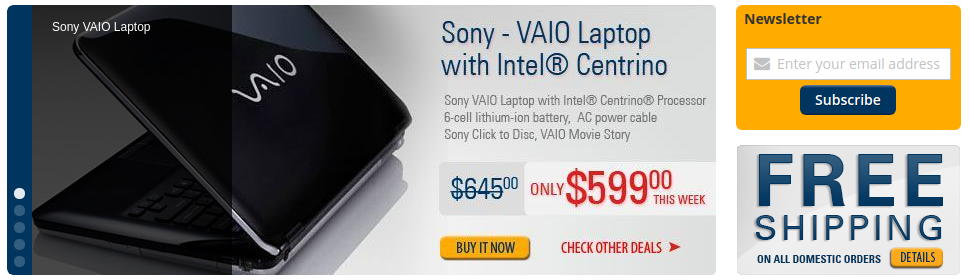 Sony VAIO Laptop
VAIO
Sony - VAIO Laptop
with Intel® Centrino
Sony VAIO Laptop with Intel® Centrino® Processor
6-cell lithium-ion battery, AC power cable
Sony Click to Disc, VAIO Movie Story
$64500 ONLY $59900
THIS WEEK
BUY IT NOW CHECK OTHER DEALS
Newsletter
Enter your email address
Subscribe
FREE
SHIPPING
ON ALL DOMESTIC ORDERS DETAILS